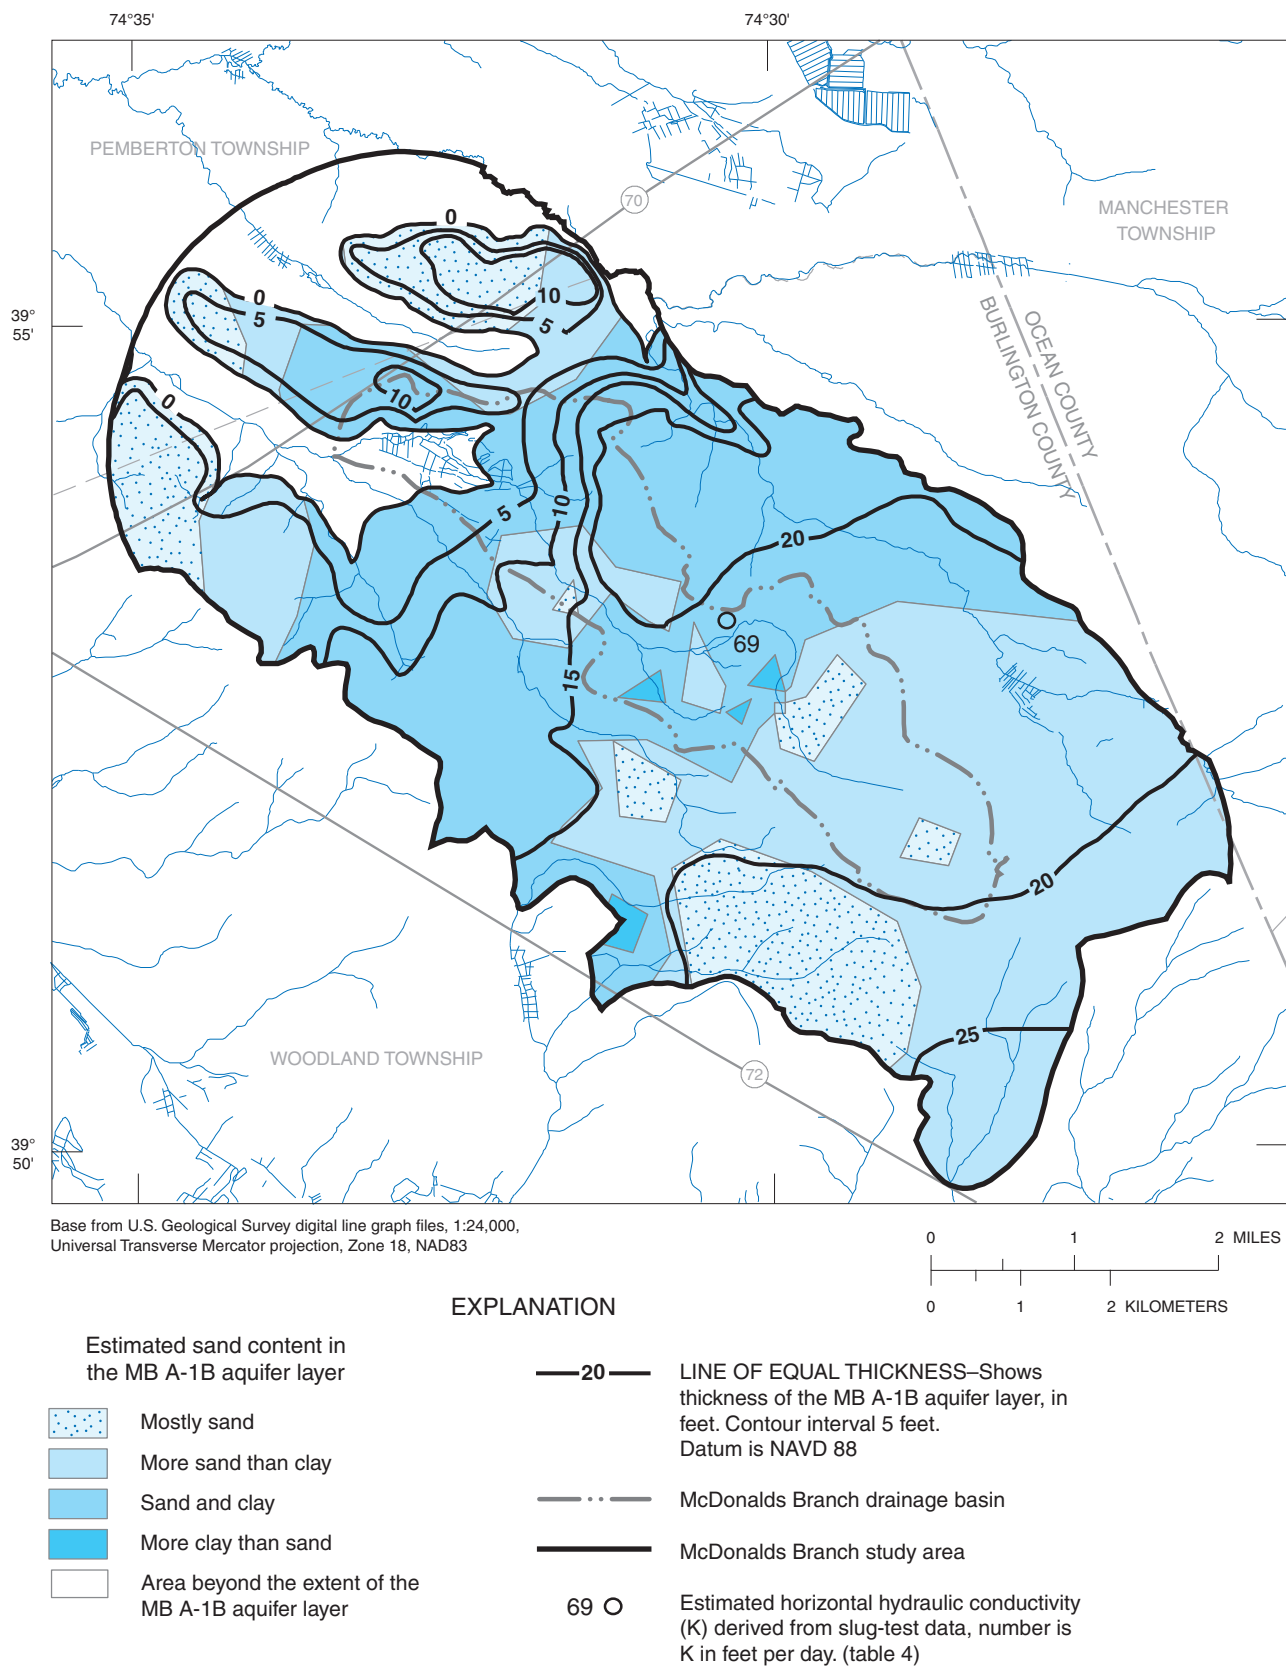 74°35'
74°30'
PEMBERTON TOWNSHIP
70
MANCHESTER
TOWNSHIP
0
10
5
0
5
10
0
39°
55'
OCEAN COUNTY
BURLINGTON COUNTY
5
10
20
69
15
20
25
WOODLAND TOWNSHIP
72
39°
50'
Base from U.S. Geological Survey digital line graph files, 1:24,000,
Universal Transverse Mercator projection, Zone 18, NAD83
0 1 2 MILES
0 1 2 KILOMETERS
EXPLANATION
Estimated sand content in
the MB A-1B aquifer layer
Mostly sand
More sand than clay
Sand and clay
More clay than sand
Area beyond the extent of the
MB A-1B aquifer layer
20
LINE OF EQUAL THICKNESS–Shows
thickness of the MB A-1B aquifer layer, in
feet. Contour interval 5 feet.
Datum is NAVD 88
McDonalds Branch drainage basin
McDonalds Branch study area
69
Estimated horizontal hydraulic conductivity
(K) derived from slug-test data, number is
K in feet per day. (table 4)